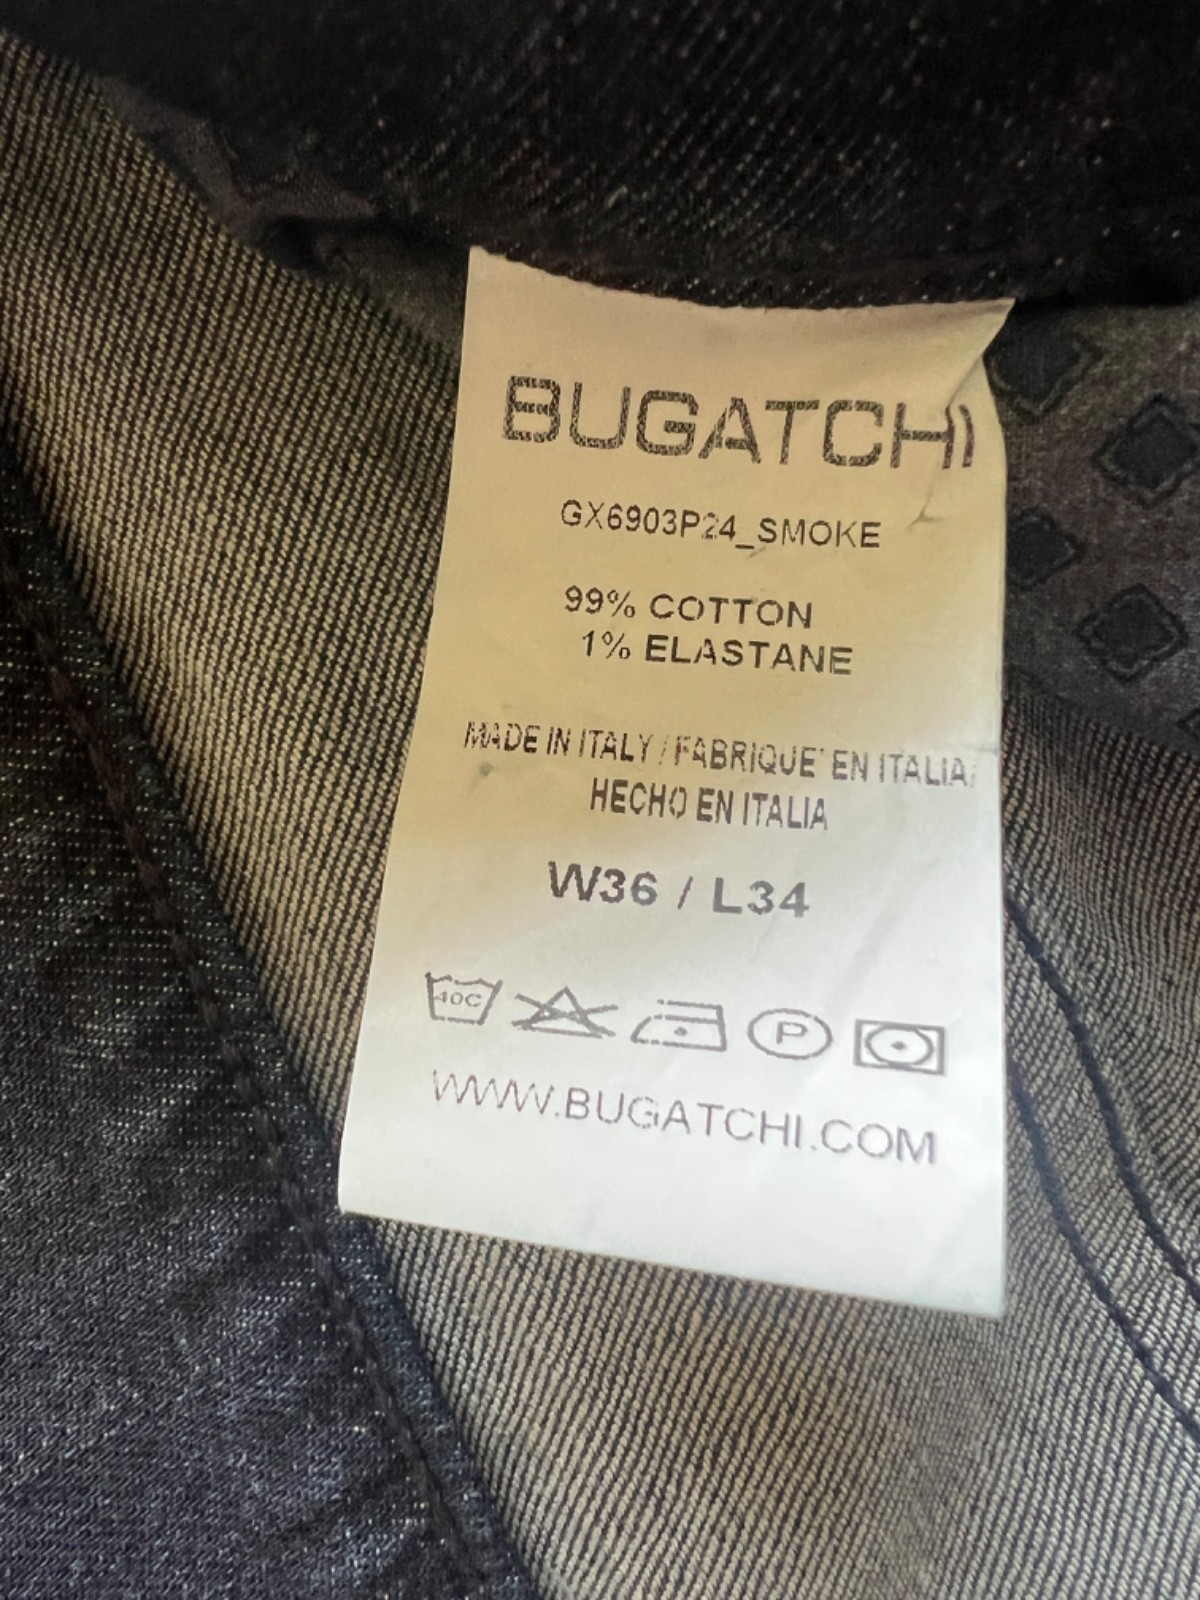 BUGATCHI
GX6903P24_SMOKE
99% COTTON
1% ELASTANE
MADE IN ITALY / FABRIQUE' EN ITALIA/
HECHO EN ITALIA
W36 / L34
40C P
WWW.BUGATCHI.COM